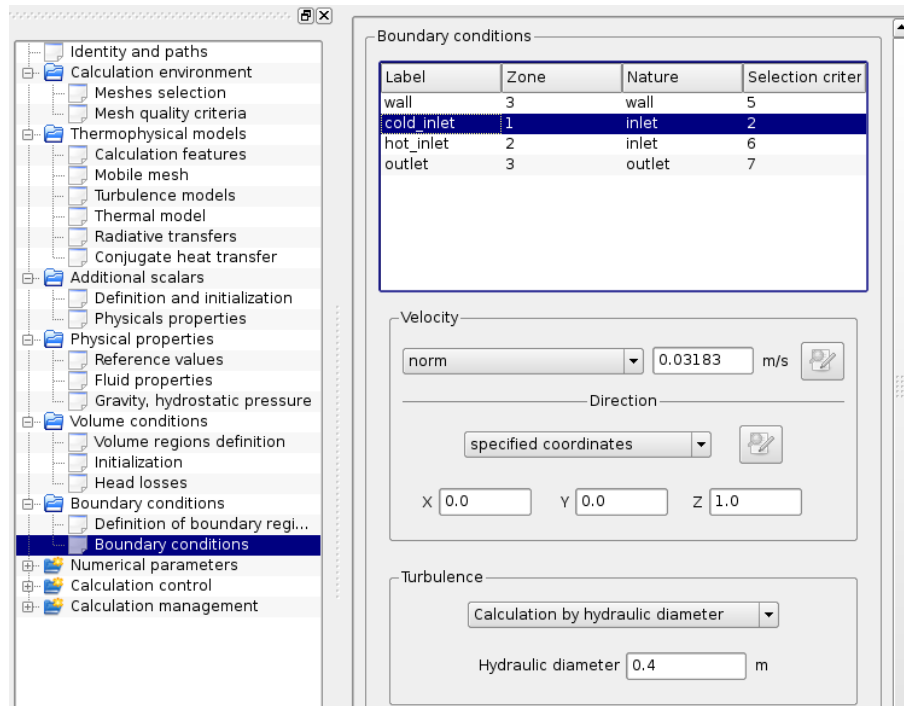 Identity and paths
Calculation environment
Meshes selection
Mesh quality criteria
Thermophysical models
Calculation features
Mobile mesh
Turbulence models
Thermal model
Radiative transfers
Conjugate heat transfer
Additional scalars
Definition and initialization
Physicals properties
Physical properties
Reference values
Fluid properties
Gravity, hydrostatic pressure
Volume conditions
Volume regions definition
Initialization
Head losses
Boundary conditions
Definition of boundary regi...
Boundary conditions
Numerical parameters
Calculation control
Calculation management
Boundary conditions
Label Zone Nature Selection criter
wall 3 wall 5
cold_inlet 1 inlet 2
hot_inlet 2 inlet 6
outlet 3 outlet 7
Velocity
norm 0.03183 m/s
Direction
specified coordinates
X 0.0 Y 0.0 Z 1.0
Turbulence
Calculation by hydraulic diameter
Hydraulic diameter 0.4 m